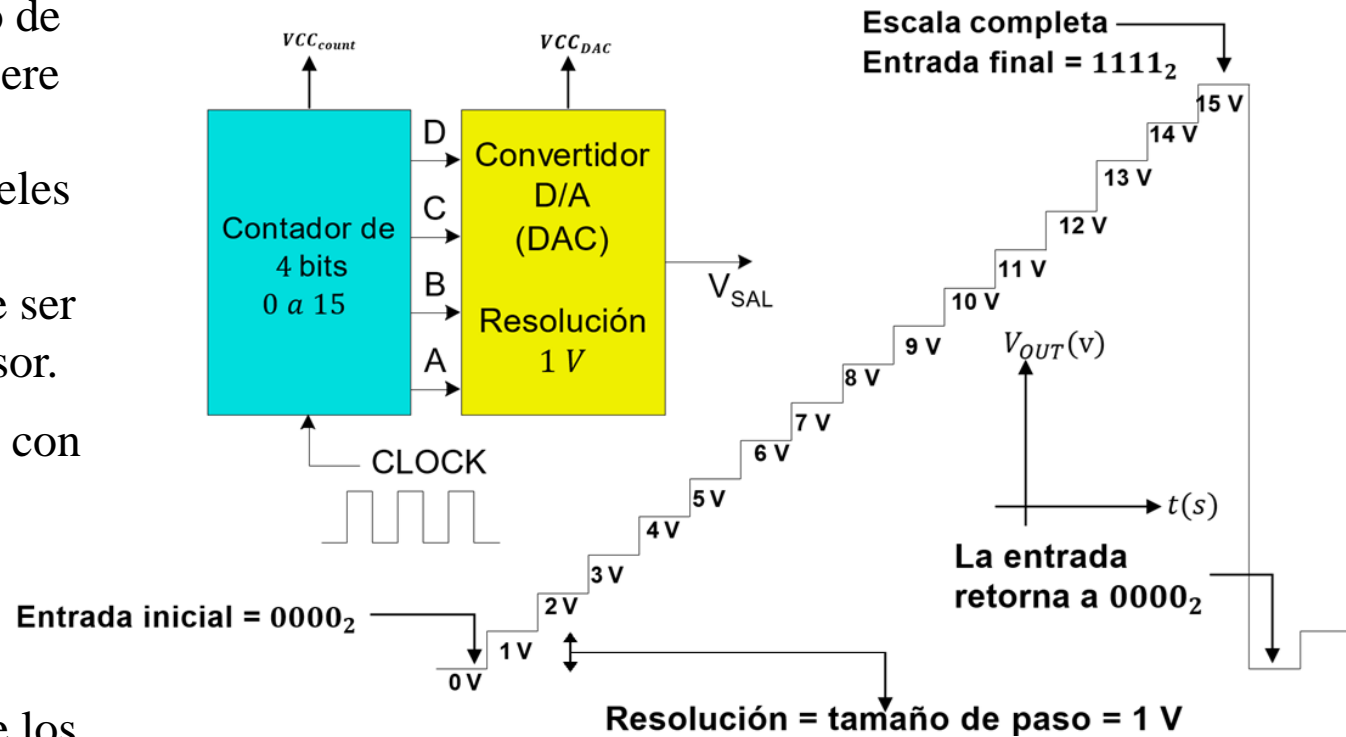 de
ere
eles
e ser
sor.
con
e los
VCC_count
VCC_DAC
Contador de
4 bits
0 a 15
D
C
B
A
Convertidor
D/A
(DAC)
Resolución
1 V
V_SAL
CLOCK
Escala completa
Entrada final = 1111₂
15 V
14 V
13 V
12 V
11 V
10 V
9 V
8 V
7 V
6 V
5 V
4 V
3 V
2 V
1 V
0 V
V_OUT(v)
t(s)
La entrada
retorna a 0000₂
Entrada inicial = 0000₂
Resolución = tamaño de paso = 1 V